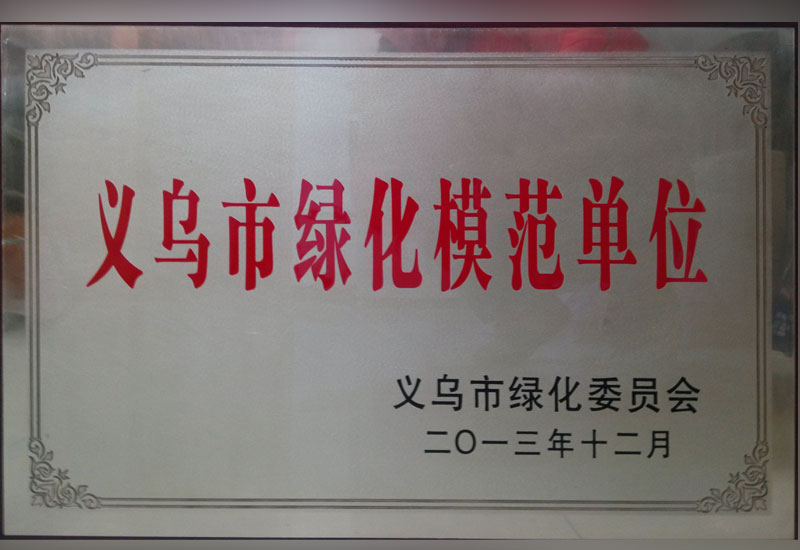 义乌市绿化模范单位
义乌市绿化委员会
二〇一三年十二月